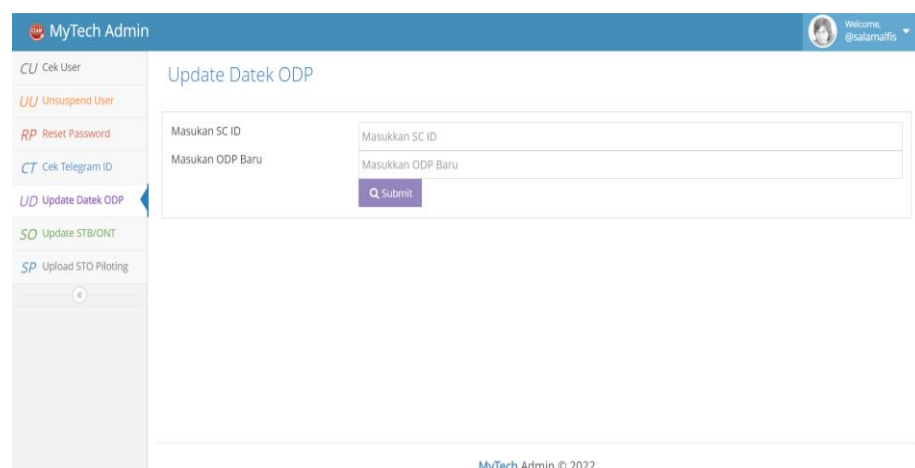 MyTech Admin
Welcome,
@salamalfis
CU Cek User
UU Unsuspend User
RP Reset Password
CT Cek Telegram ID
UD Update Datek ODP
SO Update STB/ONT
SP Upload STO Piloting
Update Datek ODP
Masukan SC ID
Masukkan SC ID
Masukan ODP Baru
Masukkan ODP Baru
Submit
MyTech Admin © 2022